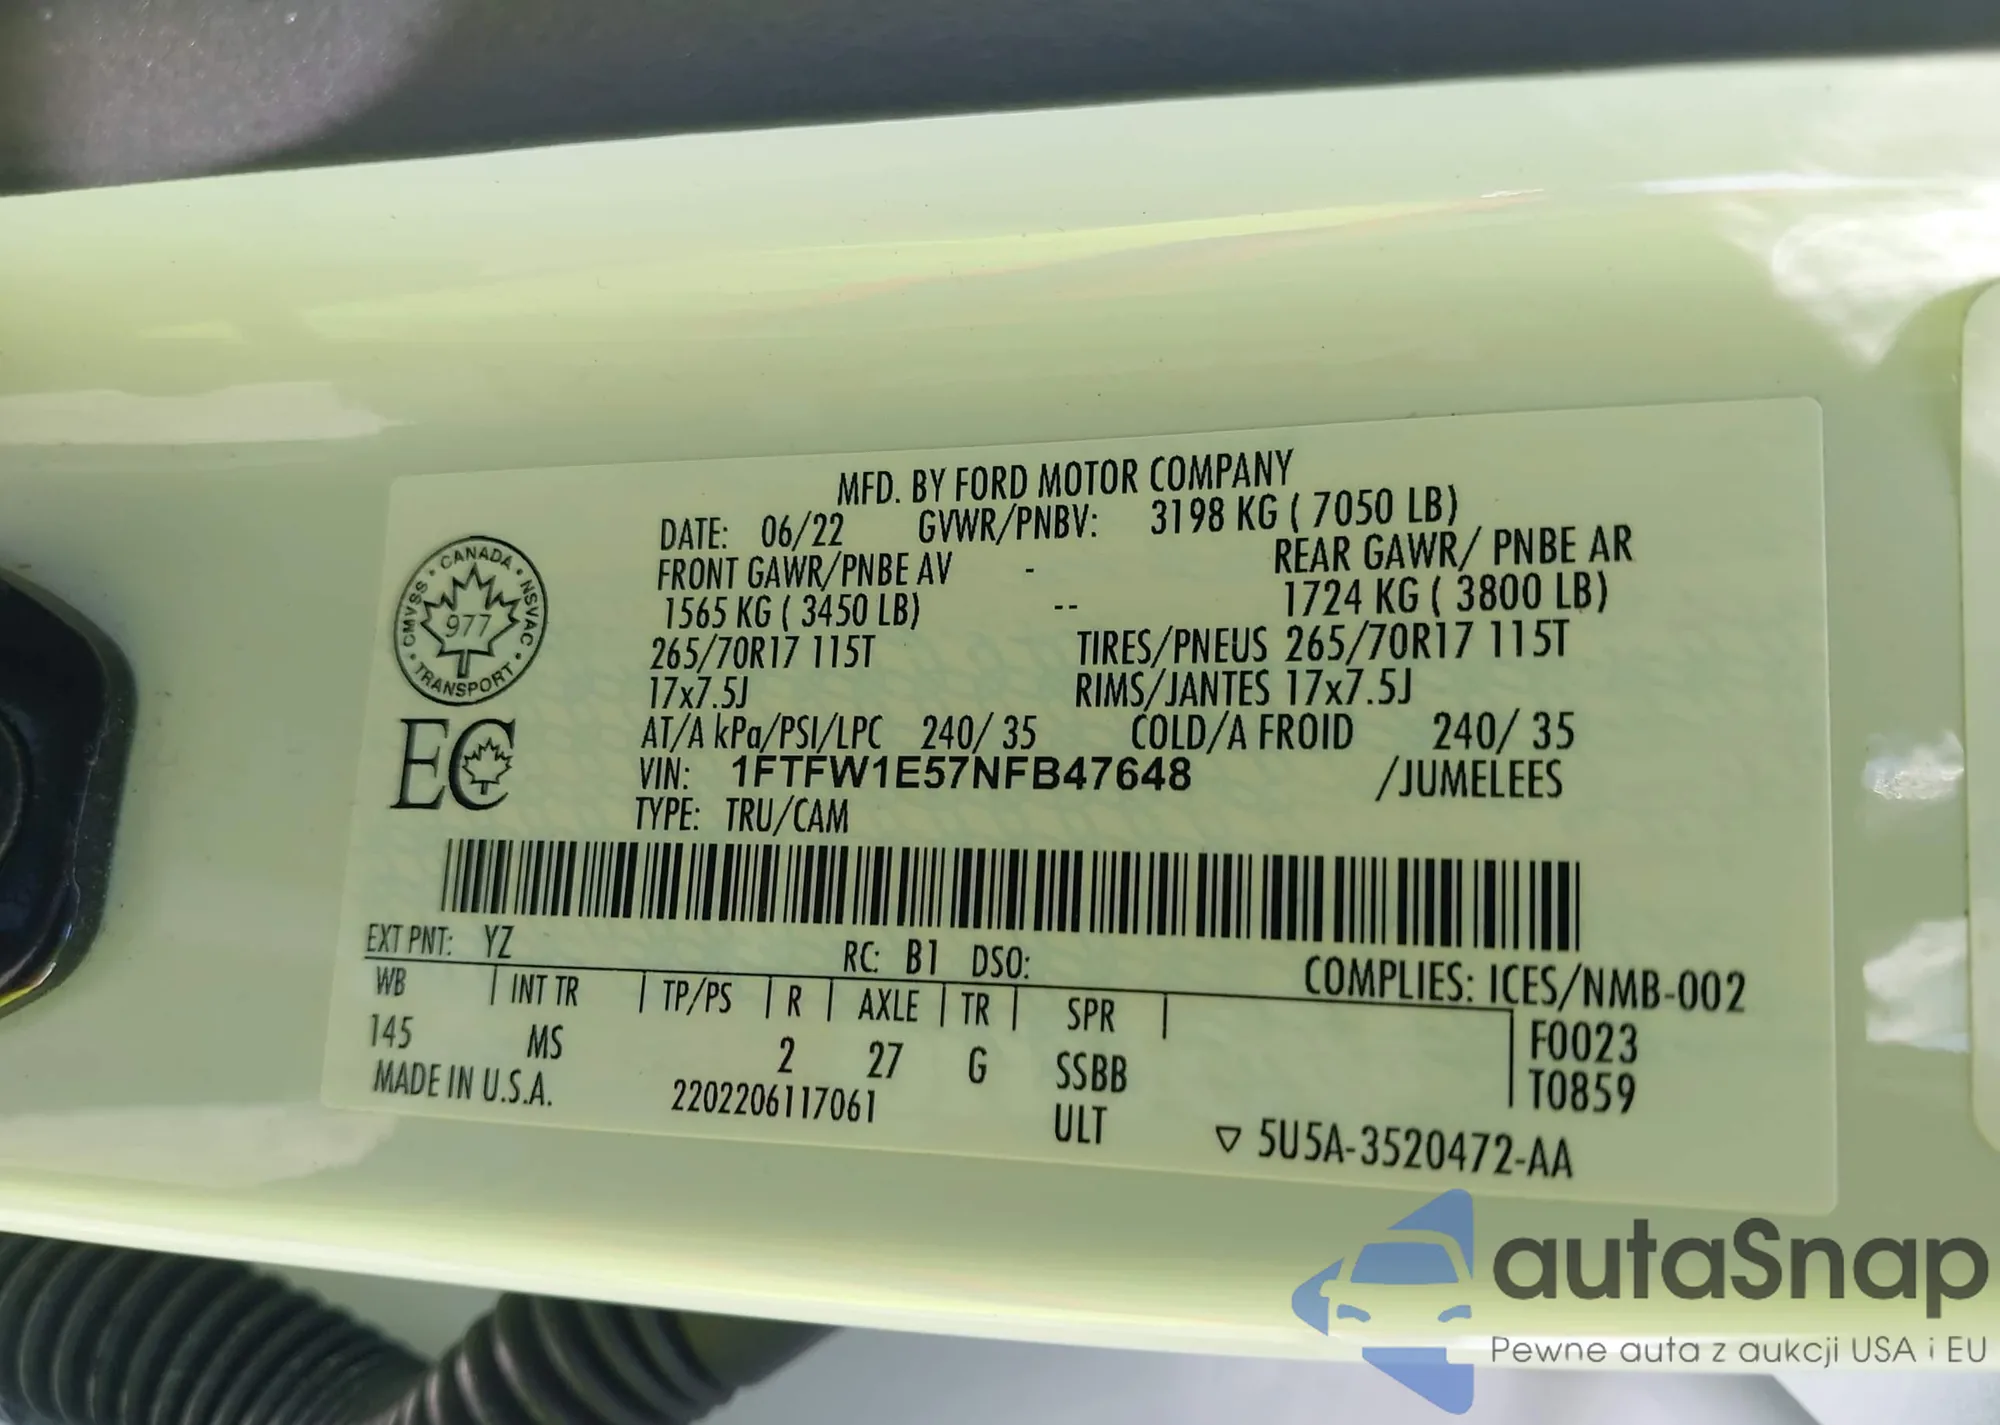 MFD. BY FORD MOTOR COMPANY
DATE: 06/22 GVWR/PNBV: 3198 KG ( 7050 LB)
FRONT GAWR/PNBE AV - REAR GAWR/ PNBE AR
1565 KG ( 3450 LB) -- 1724 KG ( 3800 LB)
265/70R17 115T TIRES/PNEUS 265/70R17 115T
17x7.5J RIMS/JANTES 17x7.5J
AT/A kPa/PSI/LPC 240/ 35 COLD/A FROID 240/ 35
VIN: 1FTFW1E57NFB47648 /JUMELEES
TYPE: TRU/CAM
CANADA · NSVAC · TRANSPORT · CMVSS ·
977
EC
EXT PNT: YZ RC: B1 DSO: COMPLIES: ICES/NMB-002
WB | INT TR | TP/PS | R | AXLE | TR | SPR |
145 MS 2 27 G SSBB F0023
MADE IN U.S.A. 2202206117061 ULT T0859
▽ 5U5A-3520472-AA
autaSnap
Pewne auta z aukcji USA i EU